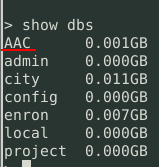 > show dbs
AAC 0.001GB
admin 0.000GB
city 0.011GB
config 0.000GB
enron 0.007GB
local 0.000GB
project 0.000GB